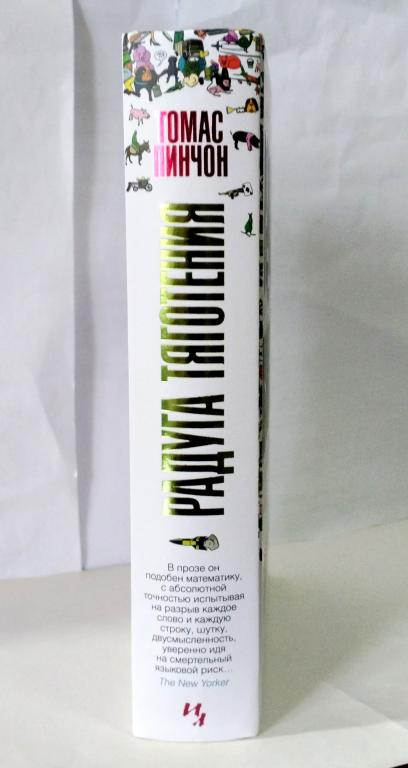 ТОМАС
ПИНЧОН
РАДУГА ТЯГОТЕНИЯ
В прозе он
подобен математику,
с абсолютной
точностью испытывая
на разрыв каждое
слово и каждую
строку, шутку,
двусмысленность,
уверенно идя
на смертельный
языковой риск...
The New Yorker